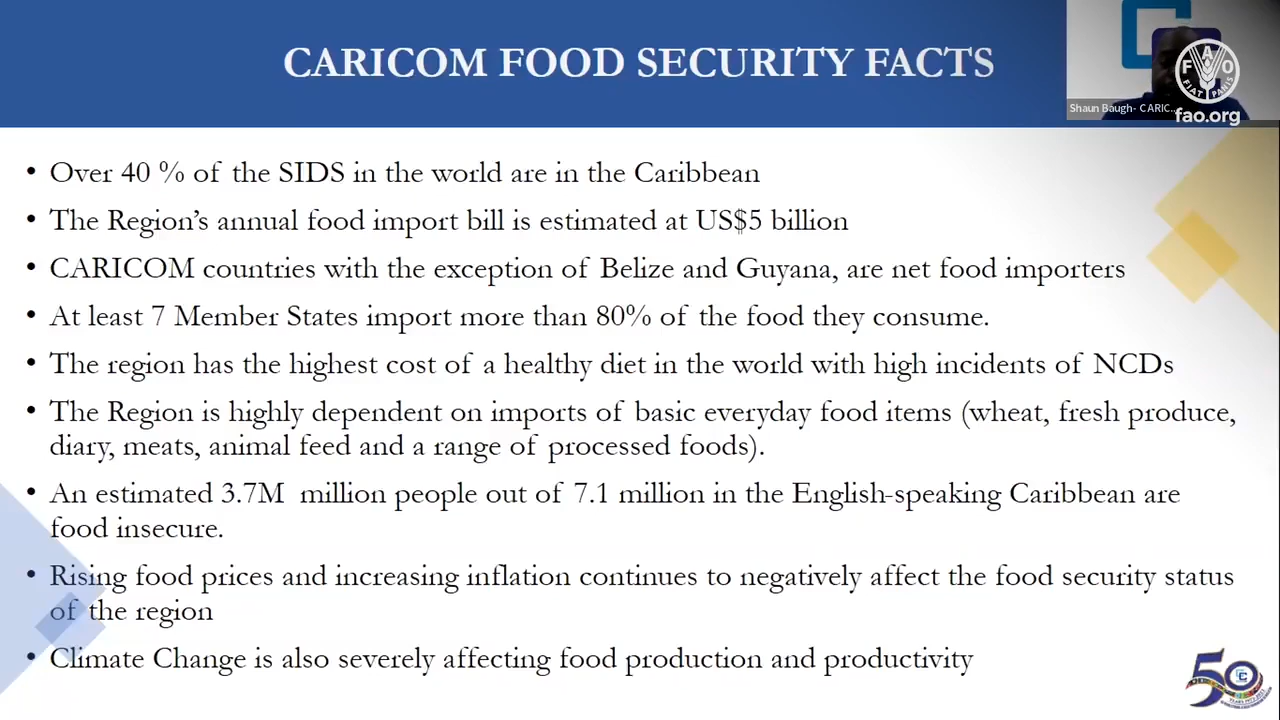 CARICOM FOOD SECURITY FACTS
Shaun Baugh- CARIC...
F A O
FIAT PANIS
fao.org
• Over 40 % of the SIDS in the world are in the Caribbean
• The Region's annual food import bill is estimated at US$5 billion
• CARICOM countries with the exception of Belize and Guyana, are net food importers
• At least 7 Member States import more than 80% of the food they consume.
• The region has the highest cost of a healthy diet in the world with high incidents of NCDs
• The Region is highly dependent on imports of basic everyday food items (wheat, fresh produce,
diary, meats, animal feed and a range of processed foods).
• An estimated 3.7M million people out of 7.1 million in the English-speaking Caribbean are
food insecure.
• Rising food prices and increasing inflation continues to negatively affect the food security status
of the region
• Climate Change is also severely affecting food production and productivity
50